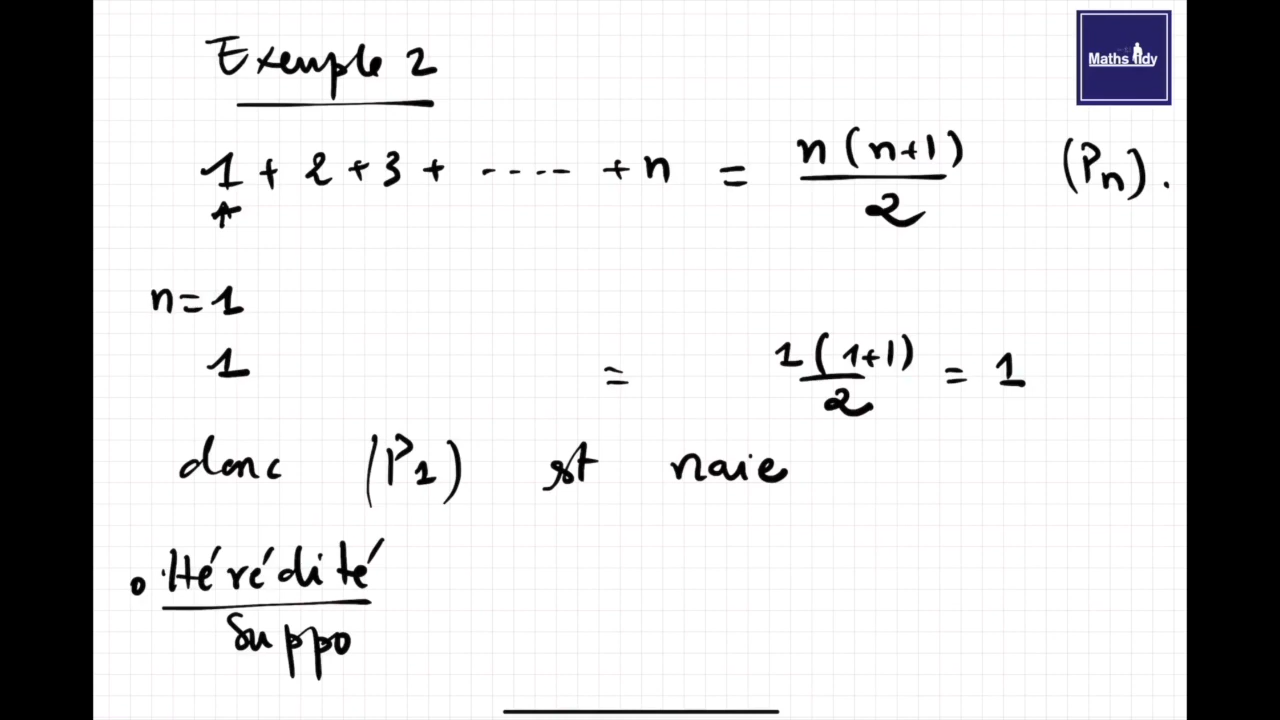 Exemple 2
Maths Tidy
1 + 2 + 3 + ..... + n = n(n+1)/2 (Pn).
n=1
1 = 1(1+1)/2 = 1
donc (P1) est vraie
• Hérédité
Suppo